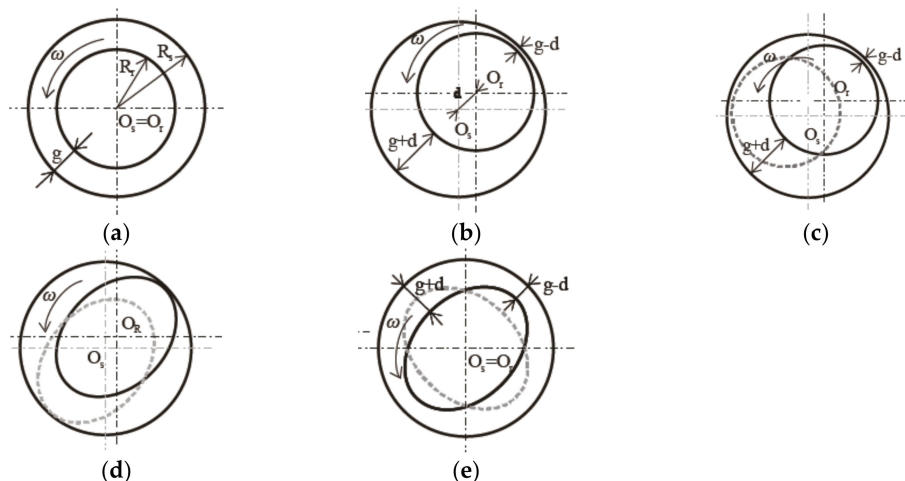 ω
R_r
R_s
O_s=O_r
g
(a)
ω
g-d
O_r
d
O_s
g+d
(b)
ω
g-d
O_r
O_s
g+d
(c)
ω
O_R
O_s
(d)
g+d
g-d
ω
O_s=O_r
(e)